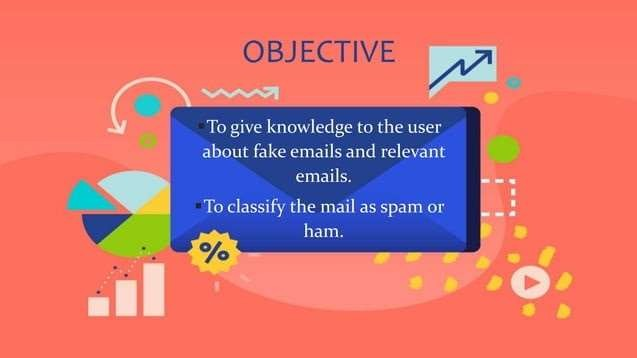 OBJECTIVE
▪To give knowledge to the user
about fake emails and relevant
emails.
▪To classify the mail as spam or
ham.
%